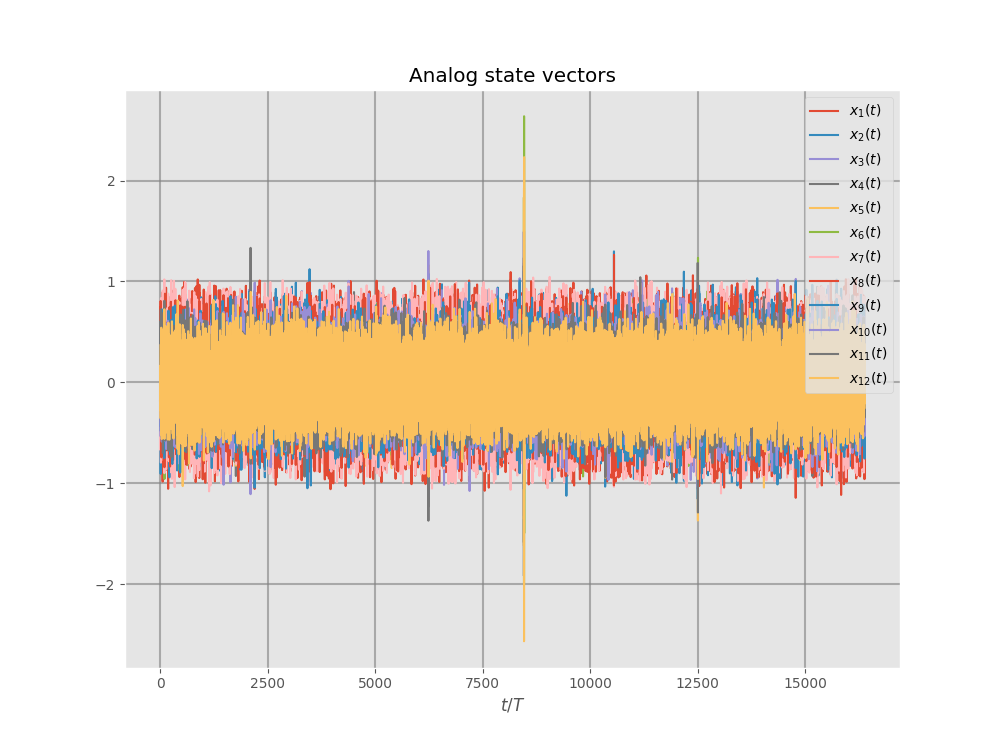 Analog state vectors
x₁(t)
x₂(t)
x₃(t)
x₄(t)
x₅(t)
x₆(t)
x₇(t)
x₈(t)
x₉(t)
x₁₀(t)
x₁₁(t)
x₁₂(t)
2
1
0
−1
−2
0 2500 5000 7500 10000 12500 15000
t/T